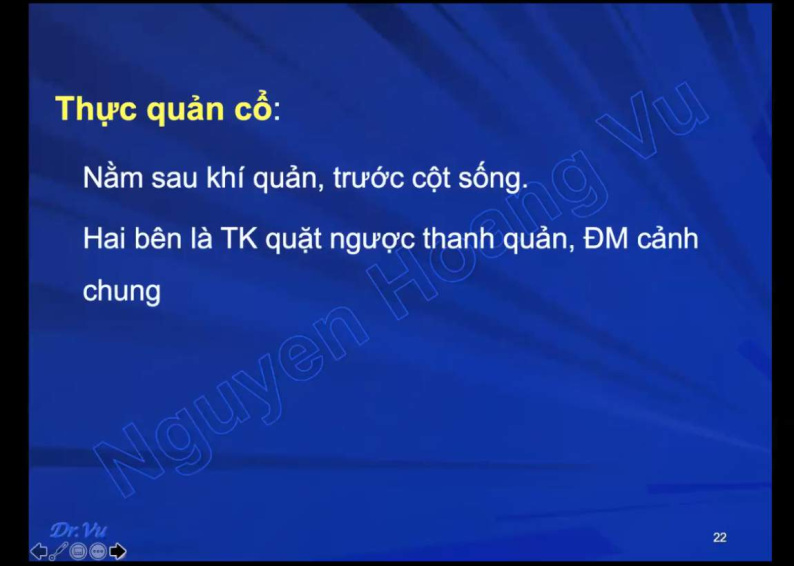 Thực quản cổ:
Nằm sau khí quản, trước cột sống.
Hai bên là TK quặt ngược thanh quản, ĐM cảnh
chung
Nguyen Hoang Vu
Dr.Vu
22